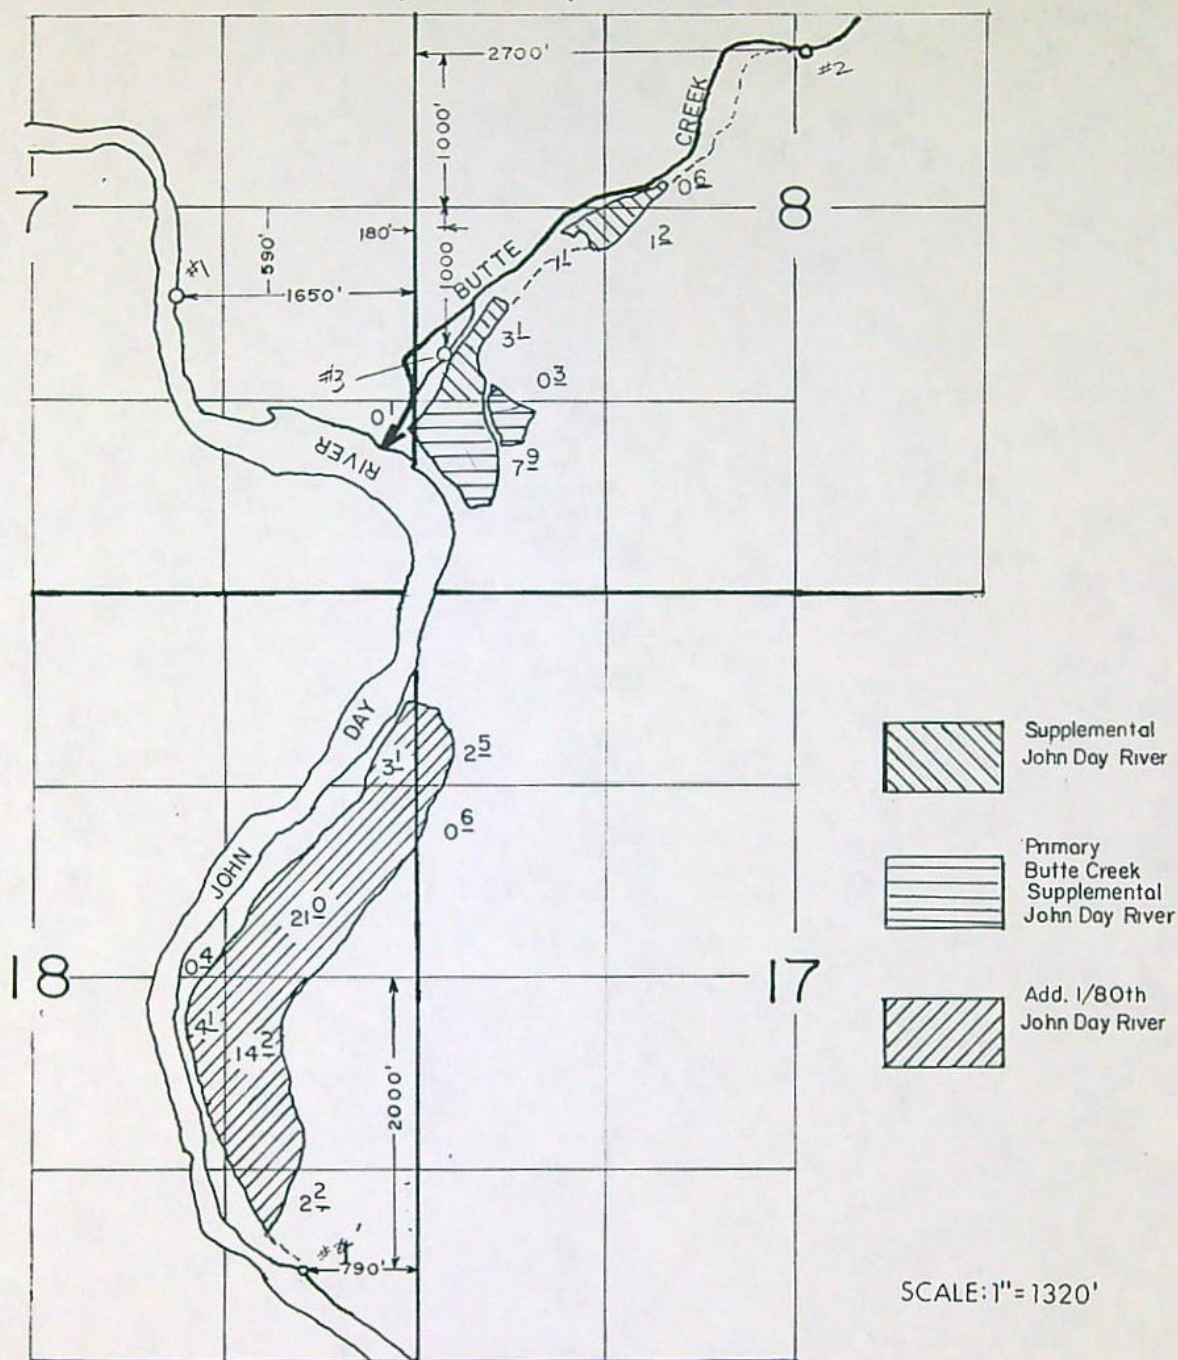 2700'
#2
1000'
CREEK
7
0 6
8
180'
590'
1000
1 2
#1
BUTTE
1 1
1650'
3 1
#3
0 3
0 1
RIVER
7 9
DAY
2 5
3 1
0 6
JOHN
21 0
0 4
18
17
4 1
14 2
2000'
2 2
790'
Supplemental
John Day River
Primary
Butte Creek
Supplemental
John Day River
Add. 1/80th
John Day River
SCALE: 1" = 1320'